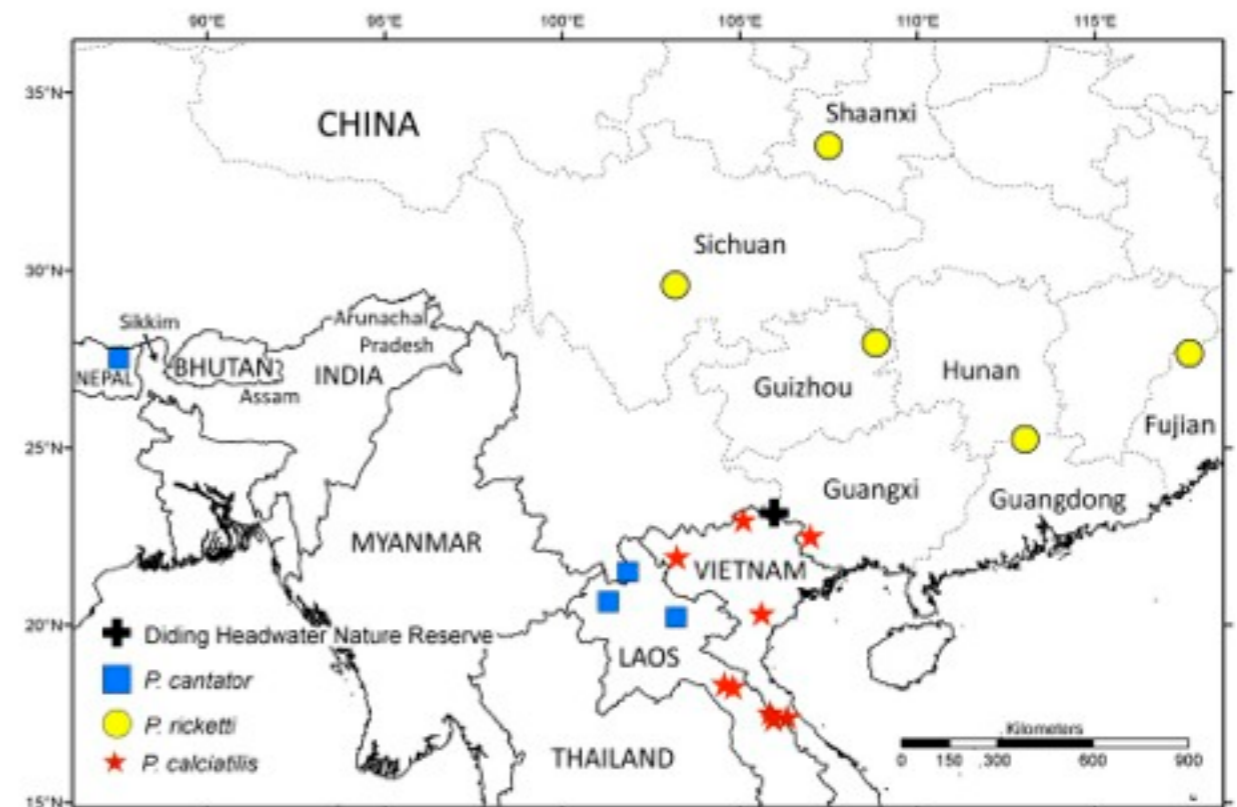 90°E 95°E 100°E 105°E 110°E 115°E
35°N
Shaanxi
CHINA
Sichuan
30°N
Sikkim
Arunachal
Pradesh
NEPAL
BHUTAN
INDIA
Assam
Guizhou
Hunan
Fujian
25°N
Guangxi
Guangdong
MYANMAR
VIETNAM
20°N
Diding Headwater Nature Reserve
LAOS
P. cantator
P. ricketti
P. calciatilis
THAILAND
Kilometers
0 150 300 600 900
15°N